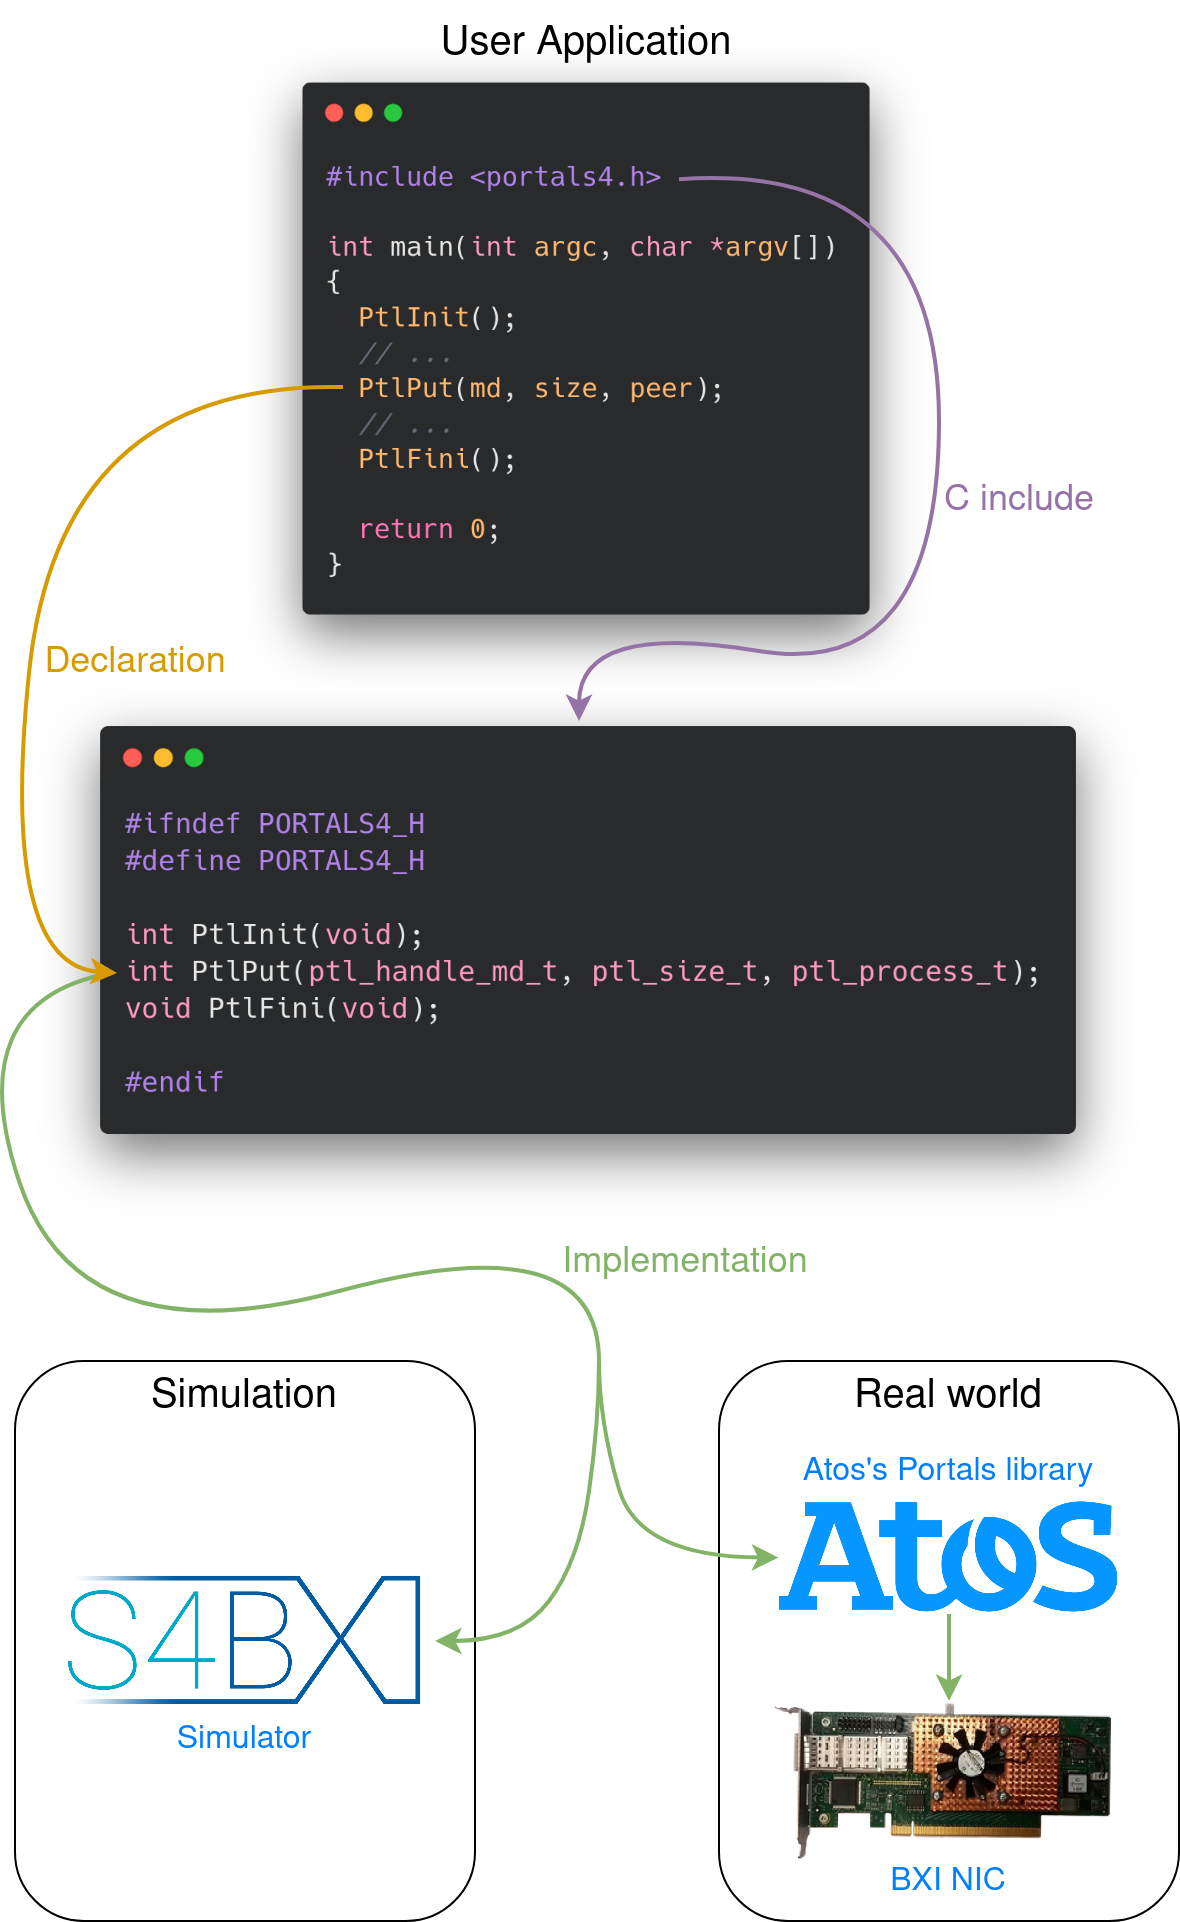 User Application
#include <portals4.h>
int main(int argc, char *argv[])
{
  PtlInit();
  // ...
  PtlPut(md, size, peer);
  // ...
  PtlFini();
  return 0;
}
C include
Declaration
#ifndef PORTALS4_H
#define PORTALS4_H
int PtlInit(void);
int PtlPut(ptl_handle_md_t, ptl_size_t, ptl_process_t);
void PtlFini(void);
#endif
Implementation
Simulation
S4BXI
Simulator
Real world
Atos's Portals library
Atos
BXI NIC